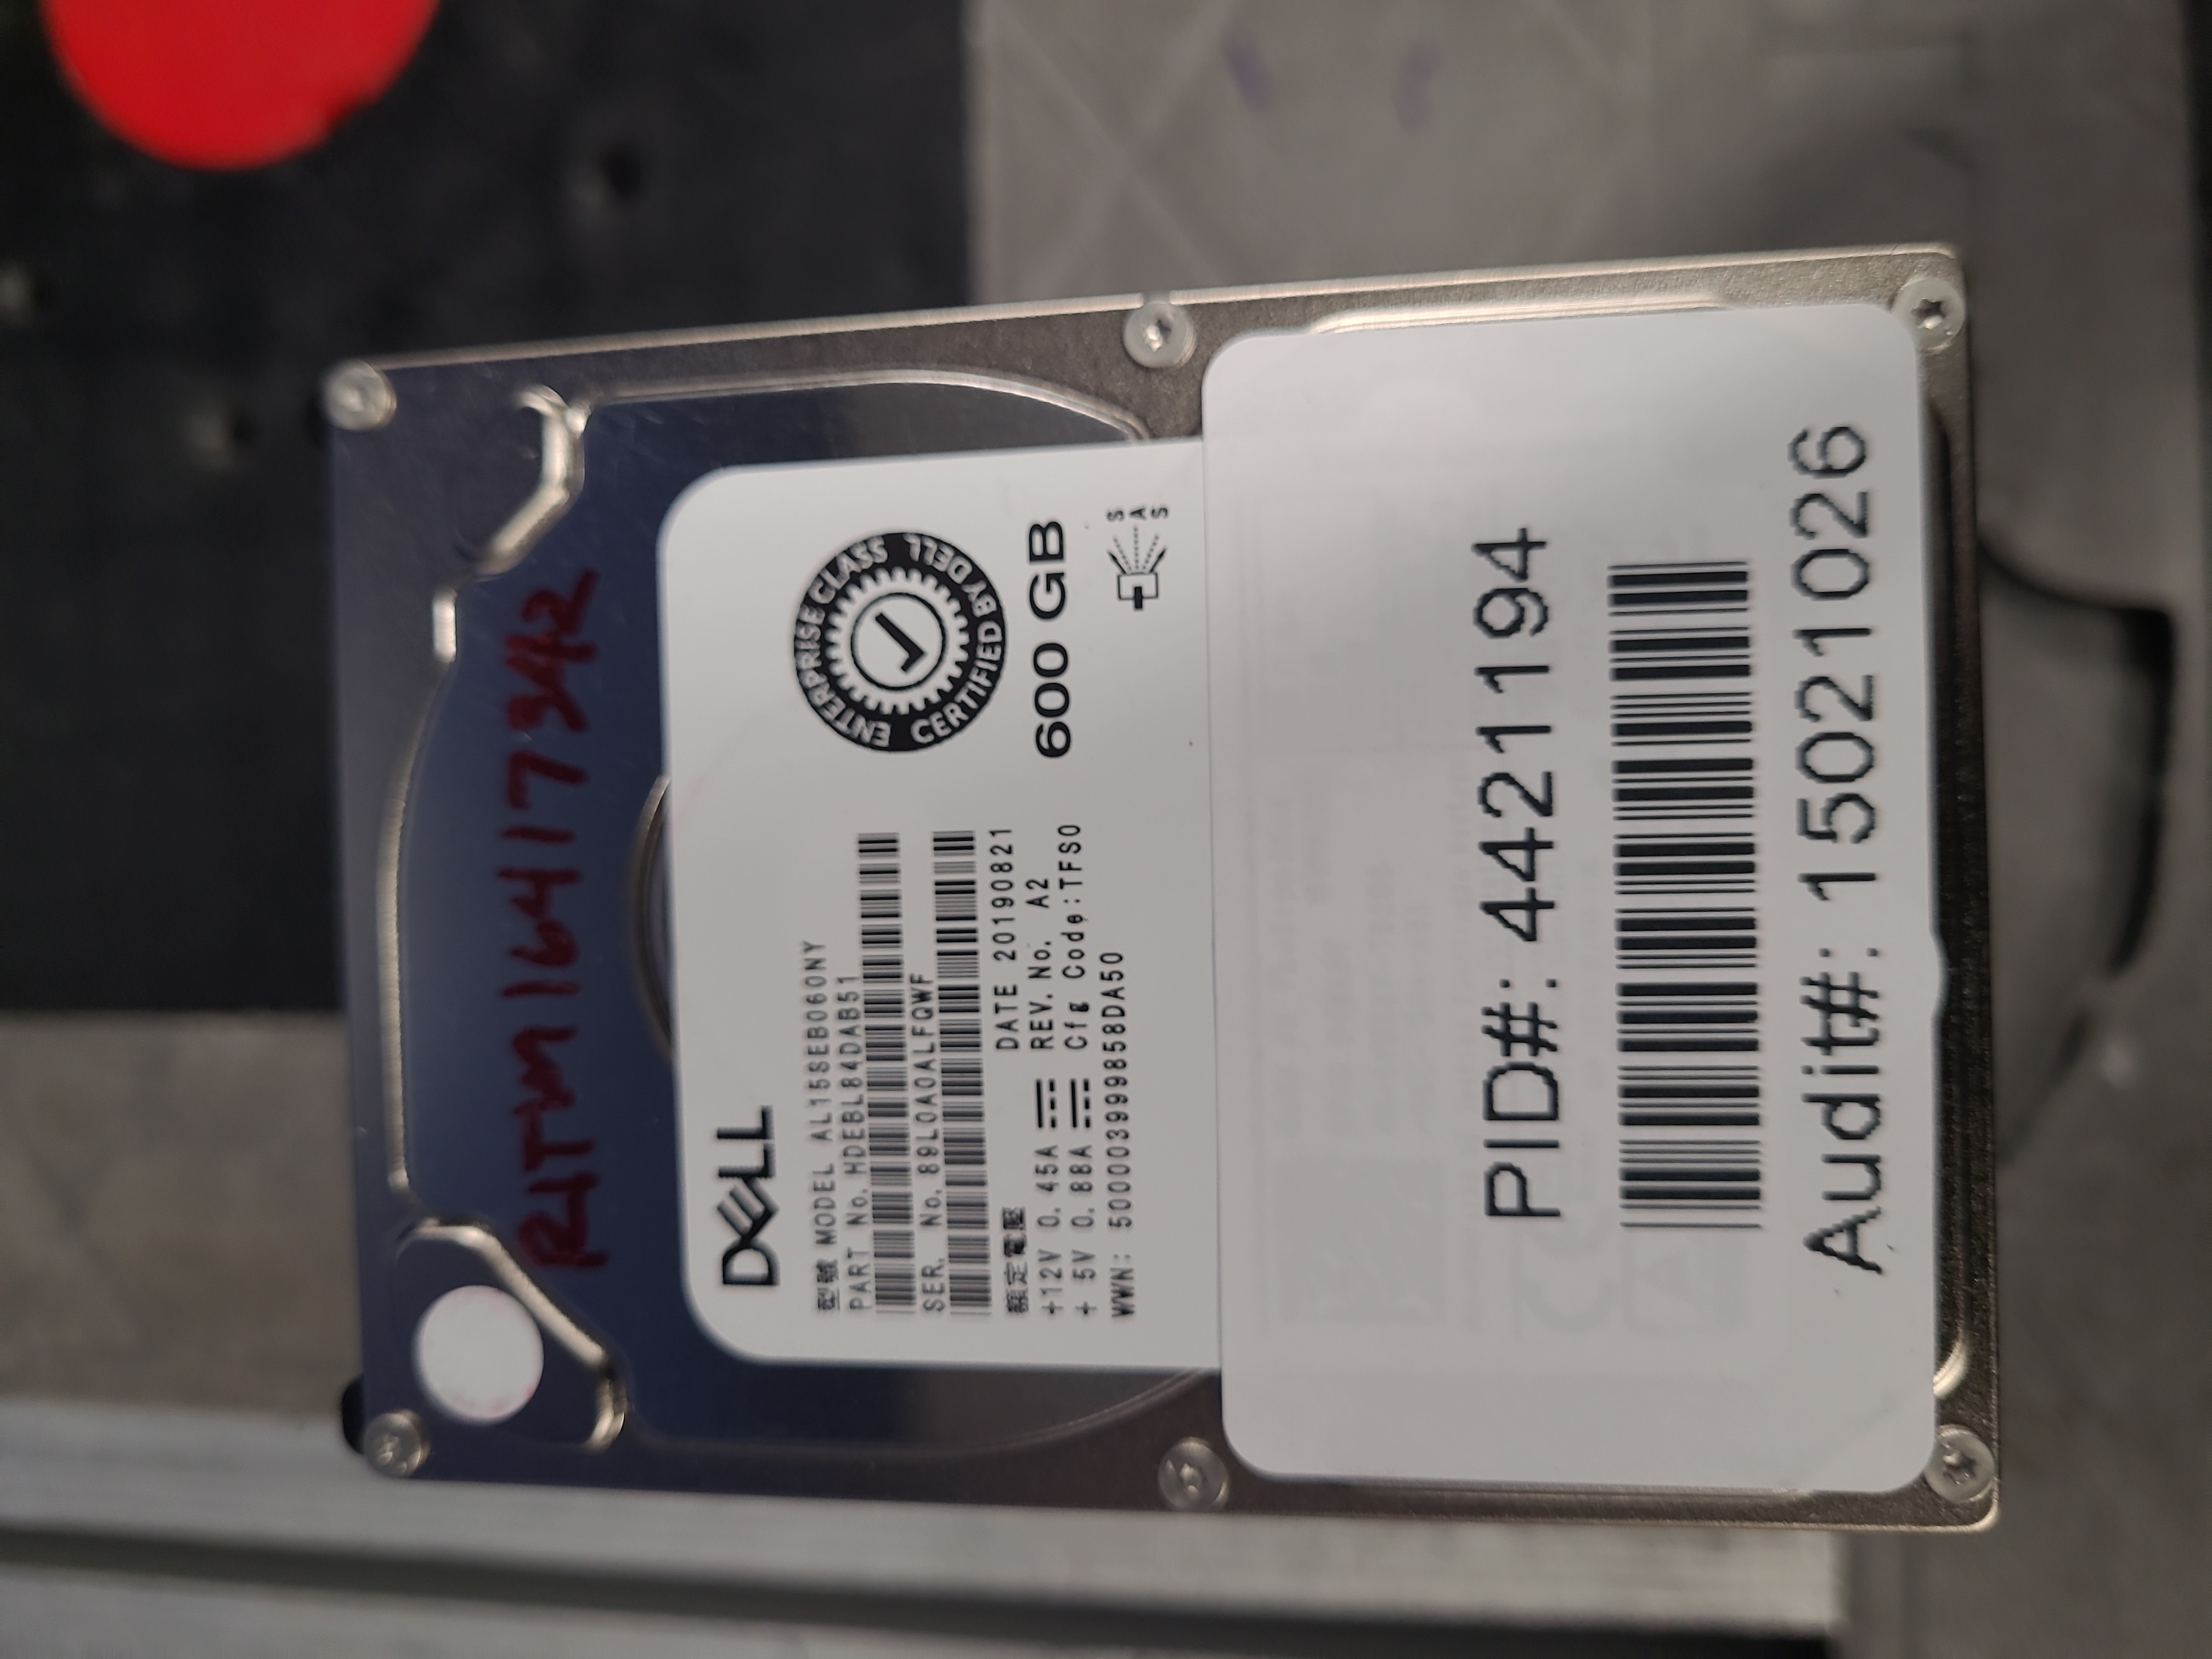 RITM16417342
DELL
型號 MODEL AL15SEB060NY
PART No. HDEBL84DAB51
SER. No. 89L0A0ALFQWF
額定電壓 DATE 20190821
+12V 0.45A REV. No. A2
+ 5V 0.88A Cfg Code:TFS0
WWN: 500003999858DA50
ENTERPRISE CLASS
CERTIFIED BY DELL
600 GB
SAS
PID#: 4421194
Audit#: 15021026